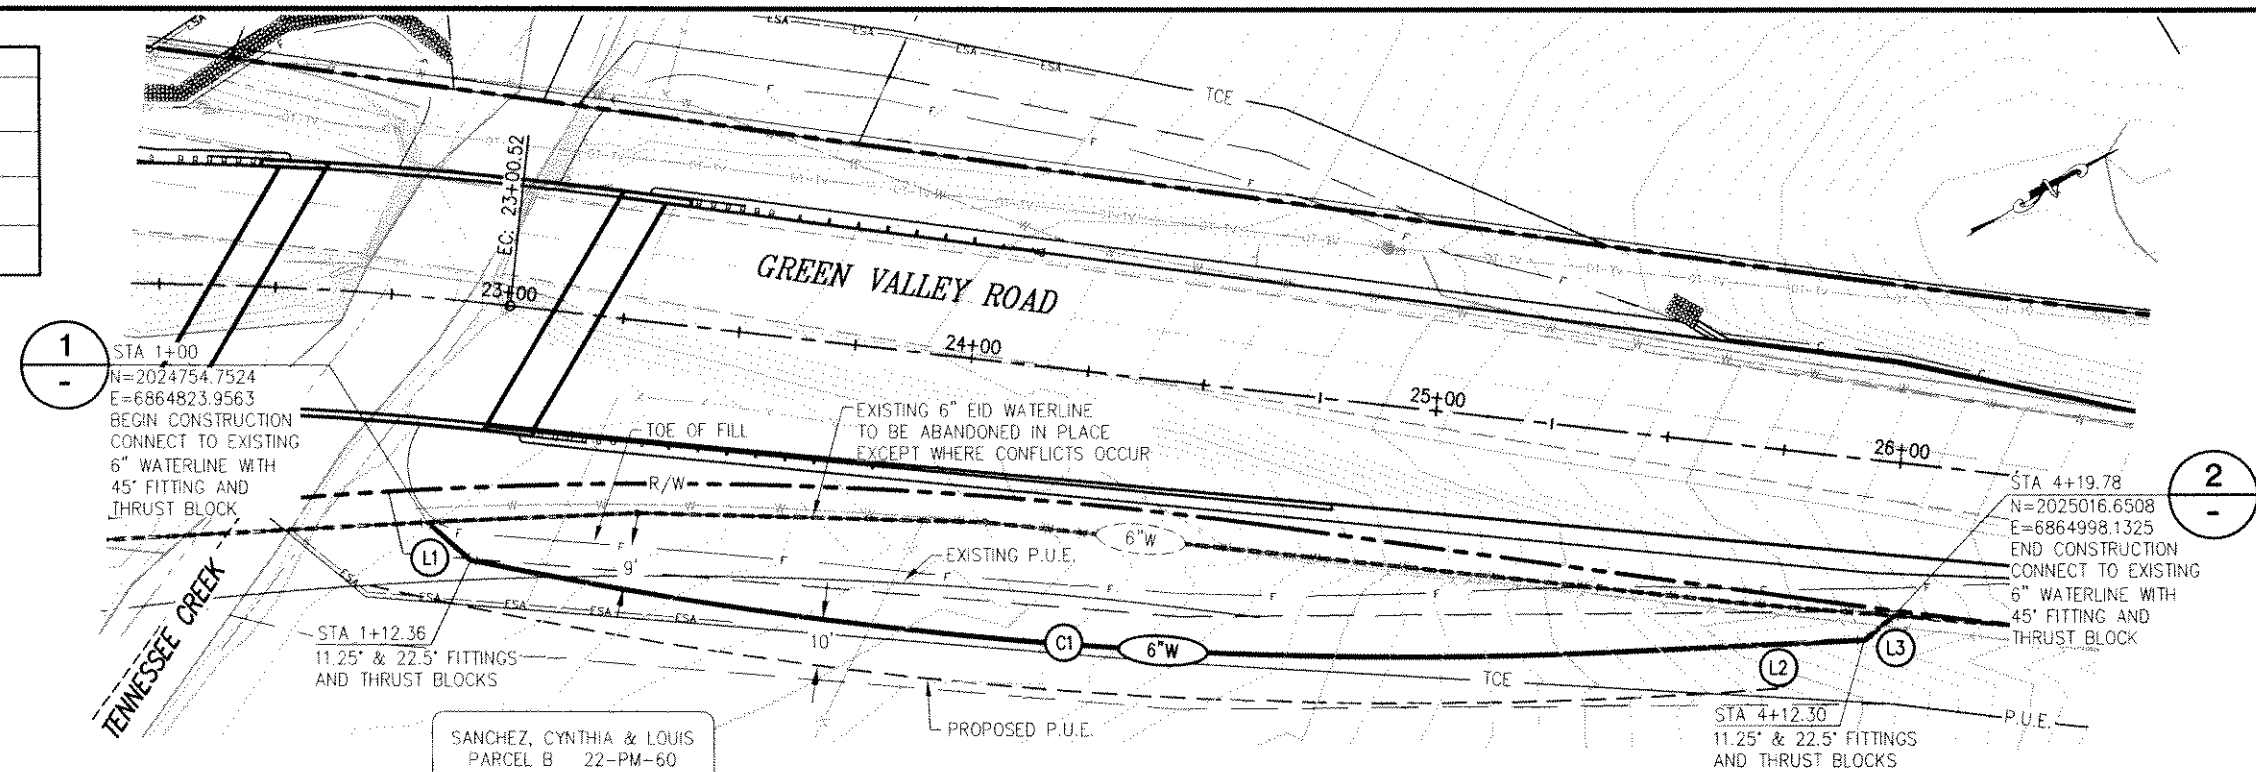 ESA
ESA
ESA
TCE
F
F
F
F
F
F
EC: 23+00.52
23+00
GREEN VALLEY ROAD
24+00
25+00
26+00
1
-
STA 1+00
N=2024754.7524
E=6864823.9563
BEGIN CONSTRUCTION
CONNECT TO EXISTING
6" WATERLINE WITH
45° FITTING AND
THRUST BLOCK
TOE OF FILL
R/W
EXISTING 6" EID WATERLINE
TO BE ABANDONED IN PLACE
EXCEPT WHERE CONFLICTS OCCUR
6"W
EXISTING P.U.E.
9'
10'
L1
ESA
ESA
ESA
ESA
C1
6"W
L2
L3
STA 4+19.78
N=2025016.6508
E=6864998.1325
END CONSTRUCTION
CONNECT TO EXISTING
6" WATERLINE WITH
45° FITTING AND
THRUST BLOCK
2
-
TENNESSEE CREEK
STA 1+12.36
11.25° & 22.5° FITTINGS
AND THRUST BLOCKS
TCE
PROPOSED P.U.E.
P.U.E.
STA 4+12.30
11.25° & 22.5° FITTINGS
AND THRUST BLOCKS
SANCHEZ, CYNTHIA & LOUIS
PARCEL B 22-PM-60